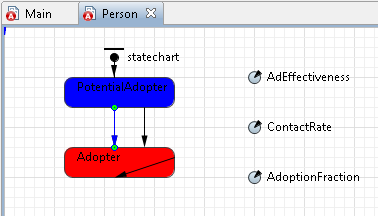 Main
Person
statechart
PotentialAdopter
AdEffectiveness
ContactRate
Adopter
AdoptionFraction